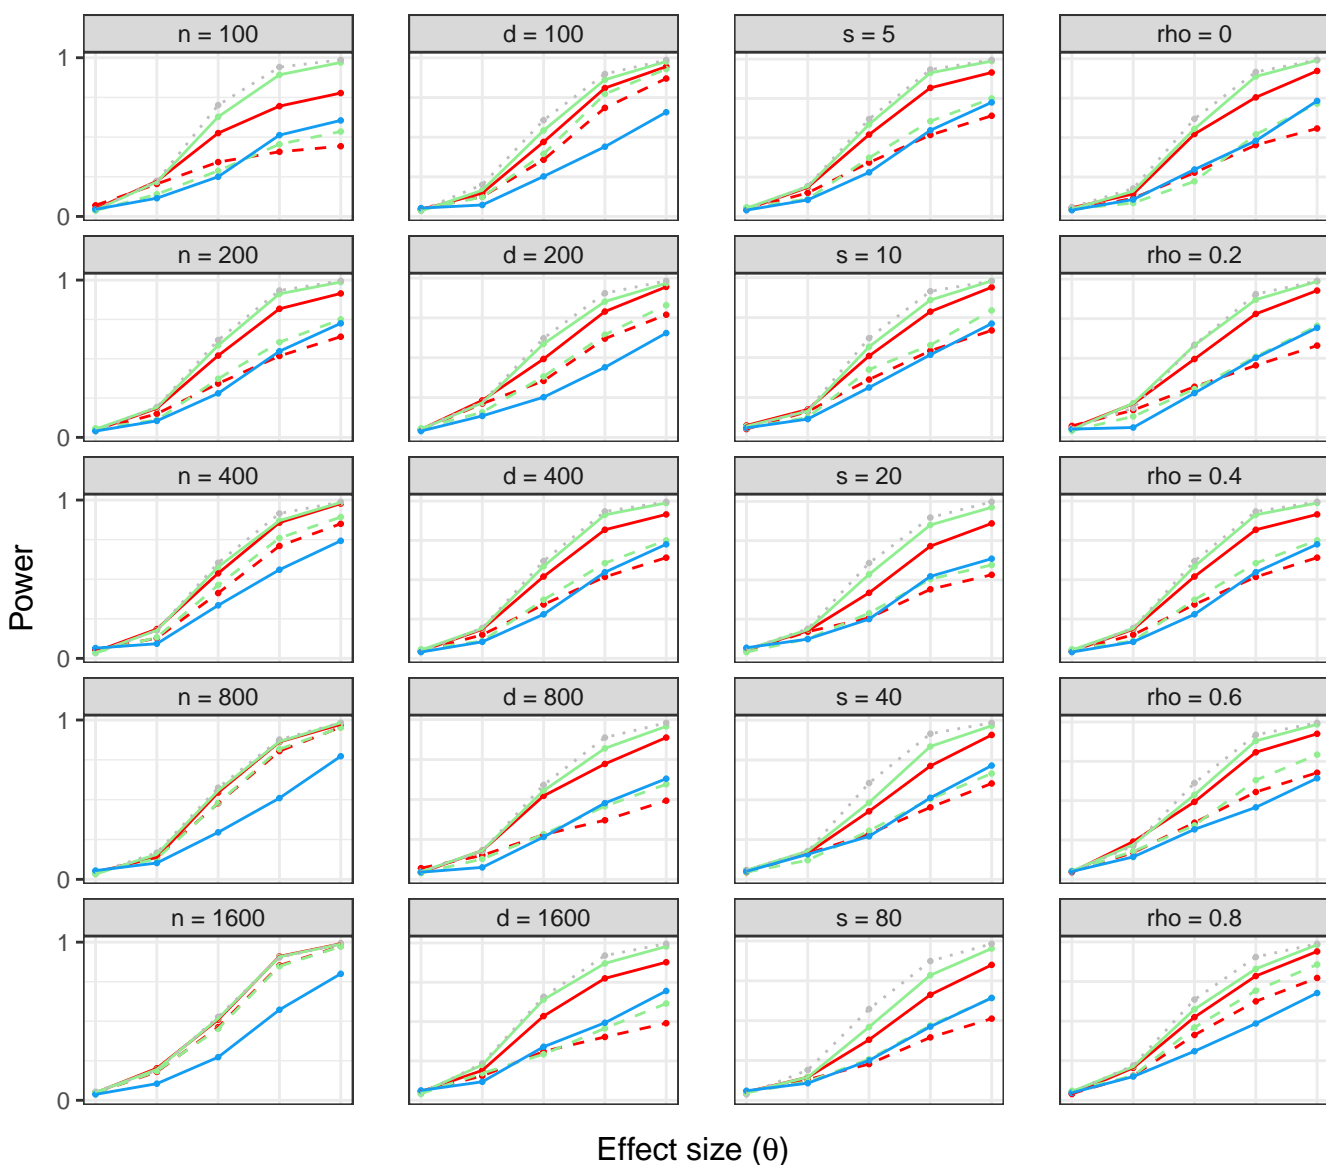 n = 100
d = 100
s = 5
rho = 0
1
0
n = 200
d = 200
s = 10
rho = 0.2
1
0
n = 400
d = 400
s = 20
rho = 0.4
1
0
Power
n = 800
d = 800
s = 40
rho = 0.6
1
0
n = 1600
d = 1600
s = 80
rho = 0.8
1
0
Effect size (θ)